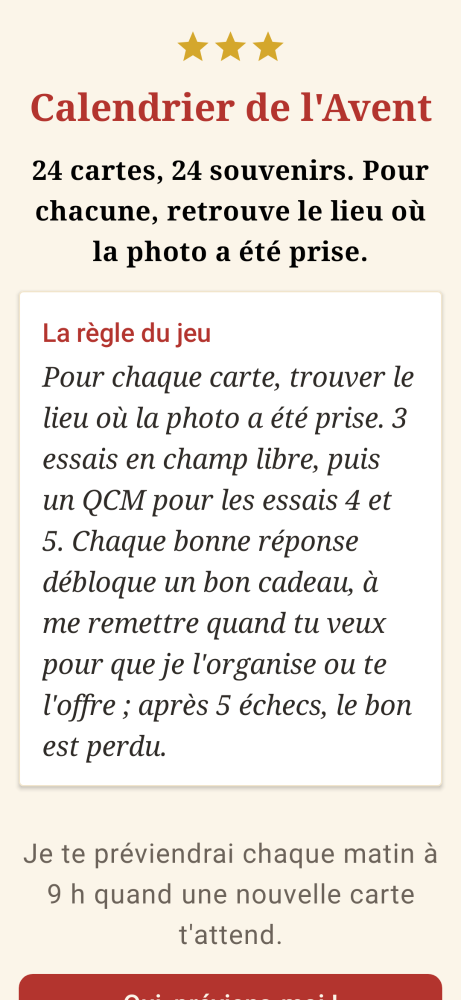 Calendrier de l'Avent
24 cartes, 24 souvenirs. Pour
chacune, retrouve le lieu où
la photo a été prise.
La règle du jeu
Pour chaque carte, trouver le
lieu où la photo a été prise. 3
essais en champ libre, puis
un QCM pour les essais 4 et
5. Chaque bonne réponse
débloque un bon cadeau, à
me remettre quand tu veux
pour que je l'organise ou te
l'offre ; après 5 échecs, le bon
est perdu.
Je te préviendrai chaque matin à
9 h quand une nouvelle carte
t'attend.
Oui, préviens-moi !